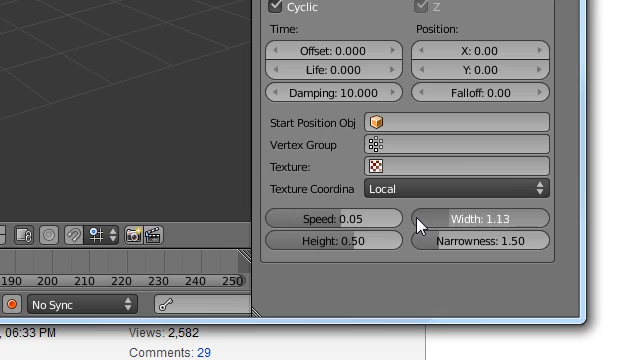 Cyclic
Z
Time:
Position:
Offset: 0.000
X: 0.00
Life: 0.000
Y: 0.00
Damping: 10.000
Falloff: 0.00
Start Position Obj
Vertex Group
Texture:
Texture Coordina
Local
Speed: 0.05
Width: 1.13
Height: 0.50
Narrowness: 1.50
190 200 210 220 230 240 250
No Sync
, 06:33 PM
Views: 2,582
Comments: 29